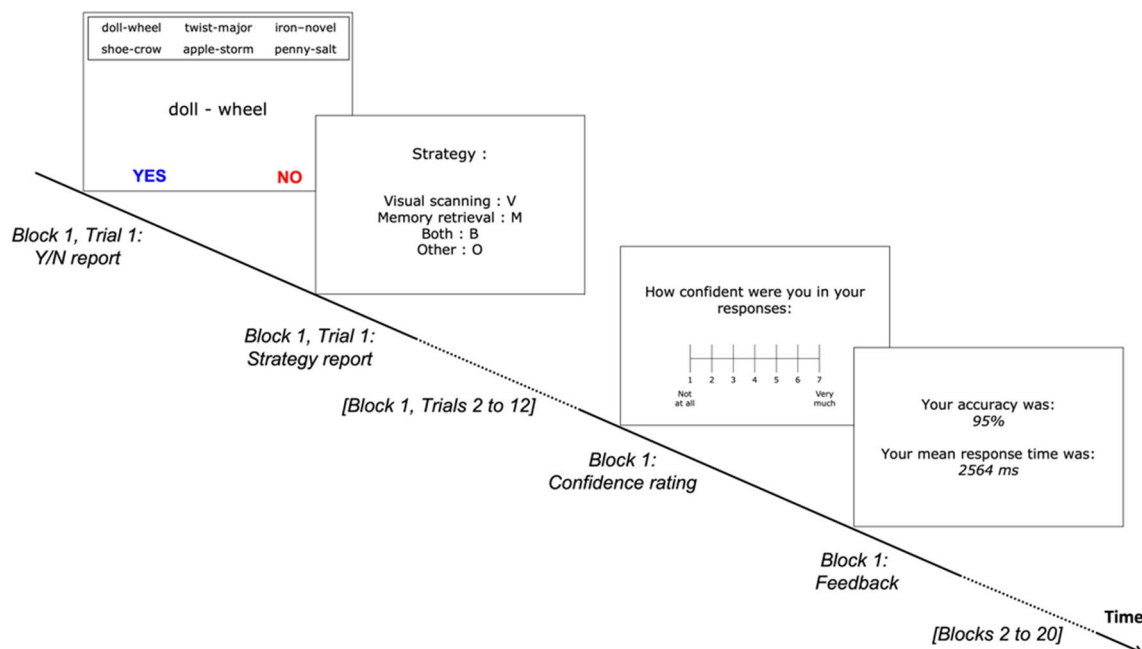 doll-wheel twist-major iron–novel
shoe-crow apple-storm penny-salt
doll - wheel
YES NO
Block 1, Trial 1:
Y/N report
Strategy :
Visual scanning : V
Memory retrieval : M
Both : B
Other : O
Block 1, Trial 1:
Strategy report
[Block 1, Trials 2 to 12]
How confident were you in your
responses:
1 2 3 4 5 6 7
Not Very
at all much
Block 1:
Confidence rating
Your accuracy was:
95%
Your mean response time was:
2564 ms
Block 1:
Feedback
[Blocks 2 to 20]
Time